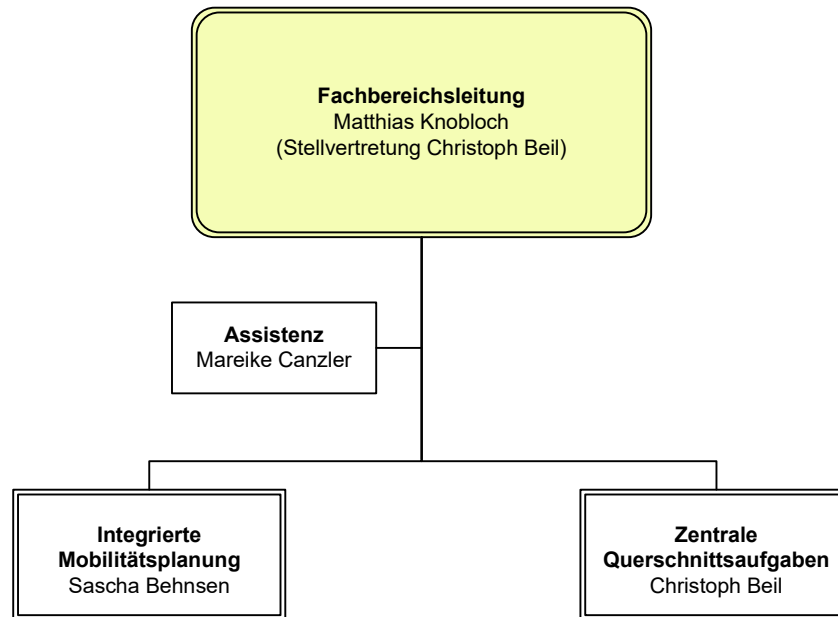 Fachbereichsleitung
Matthias Knobloch
(Stellvertretung Christoph Beil)
Assistenz
Mareike Canzler
Integrierte
Mobilitätsplanung
Sascha Behnsen
Zentrale
Querschnittsaufgaben
Christoph Beil